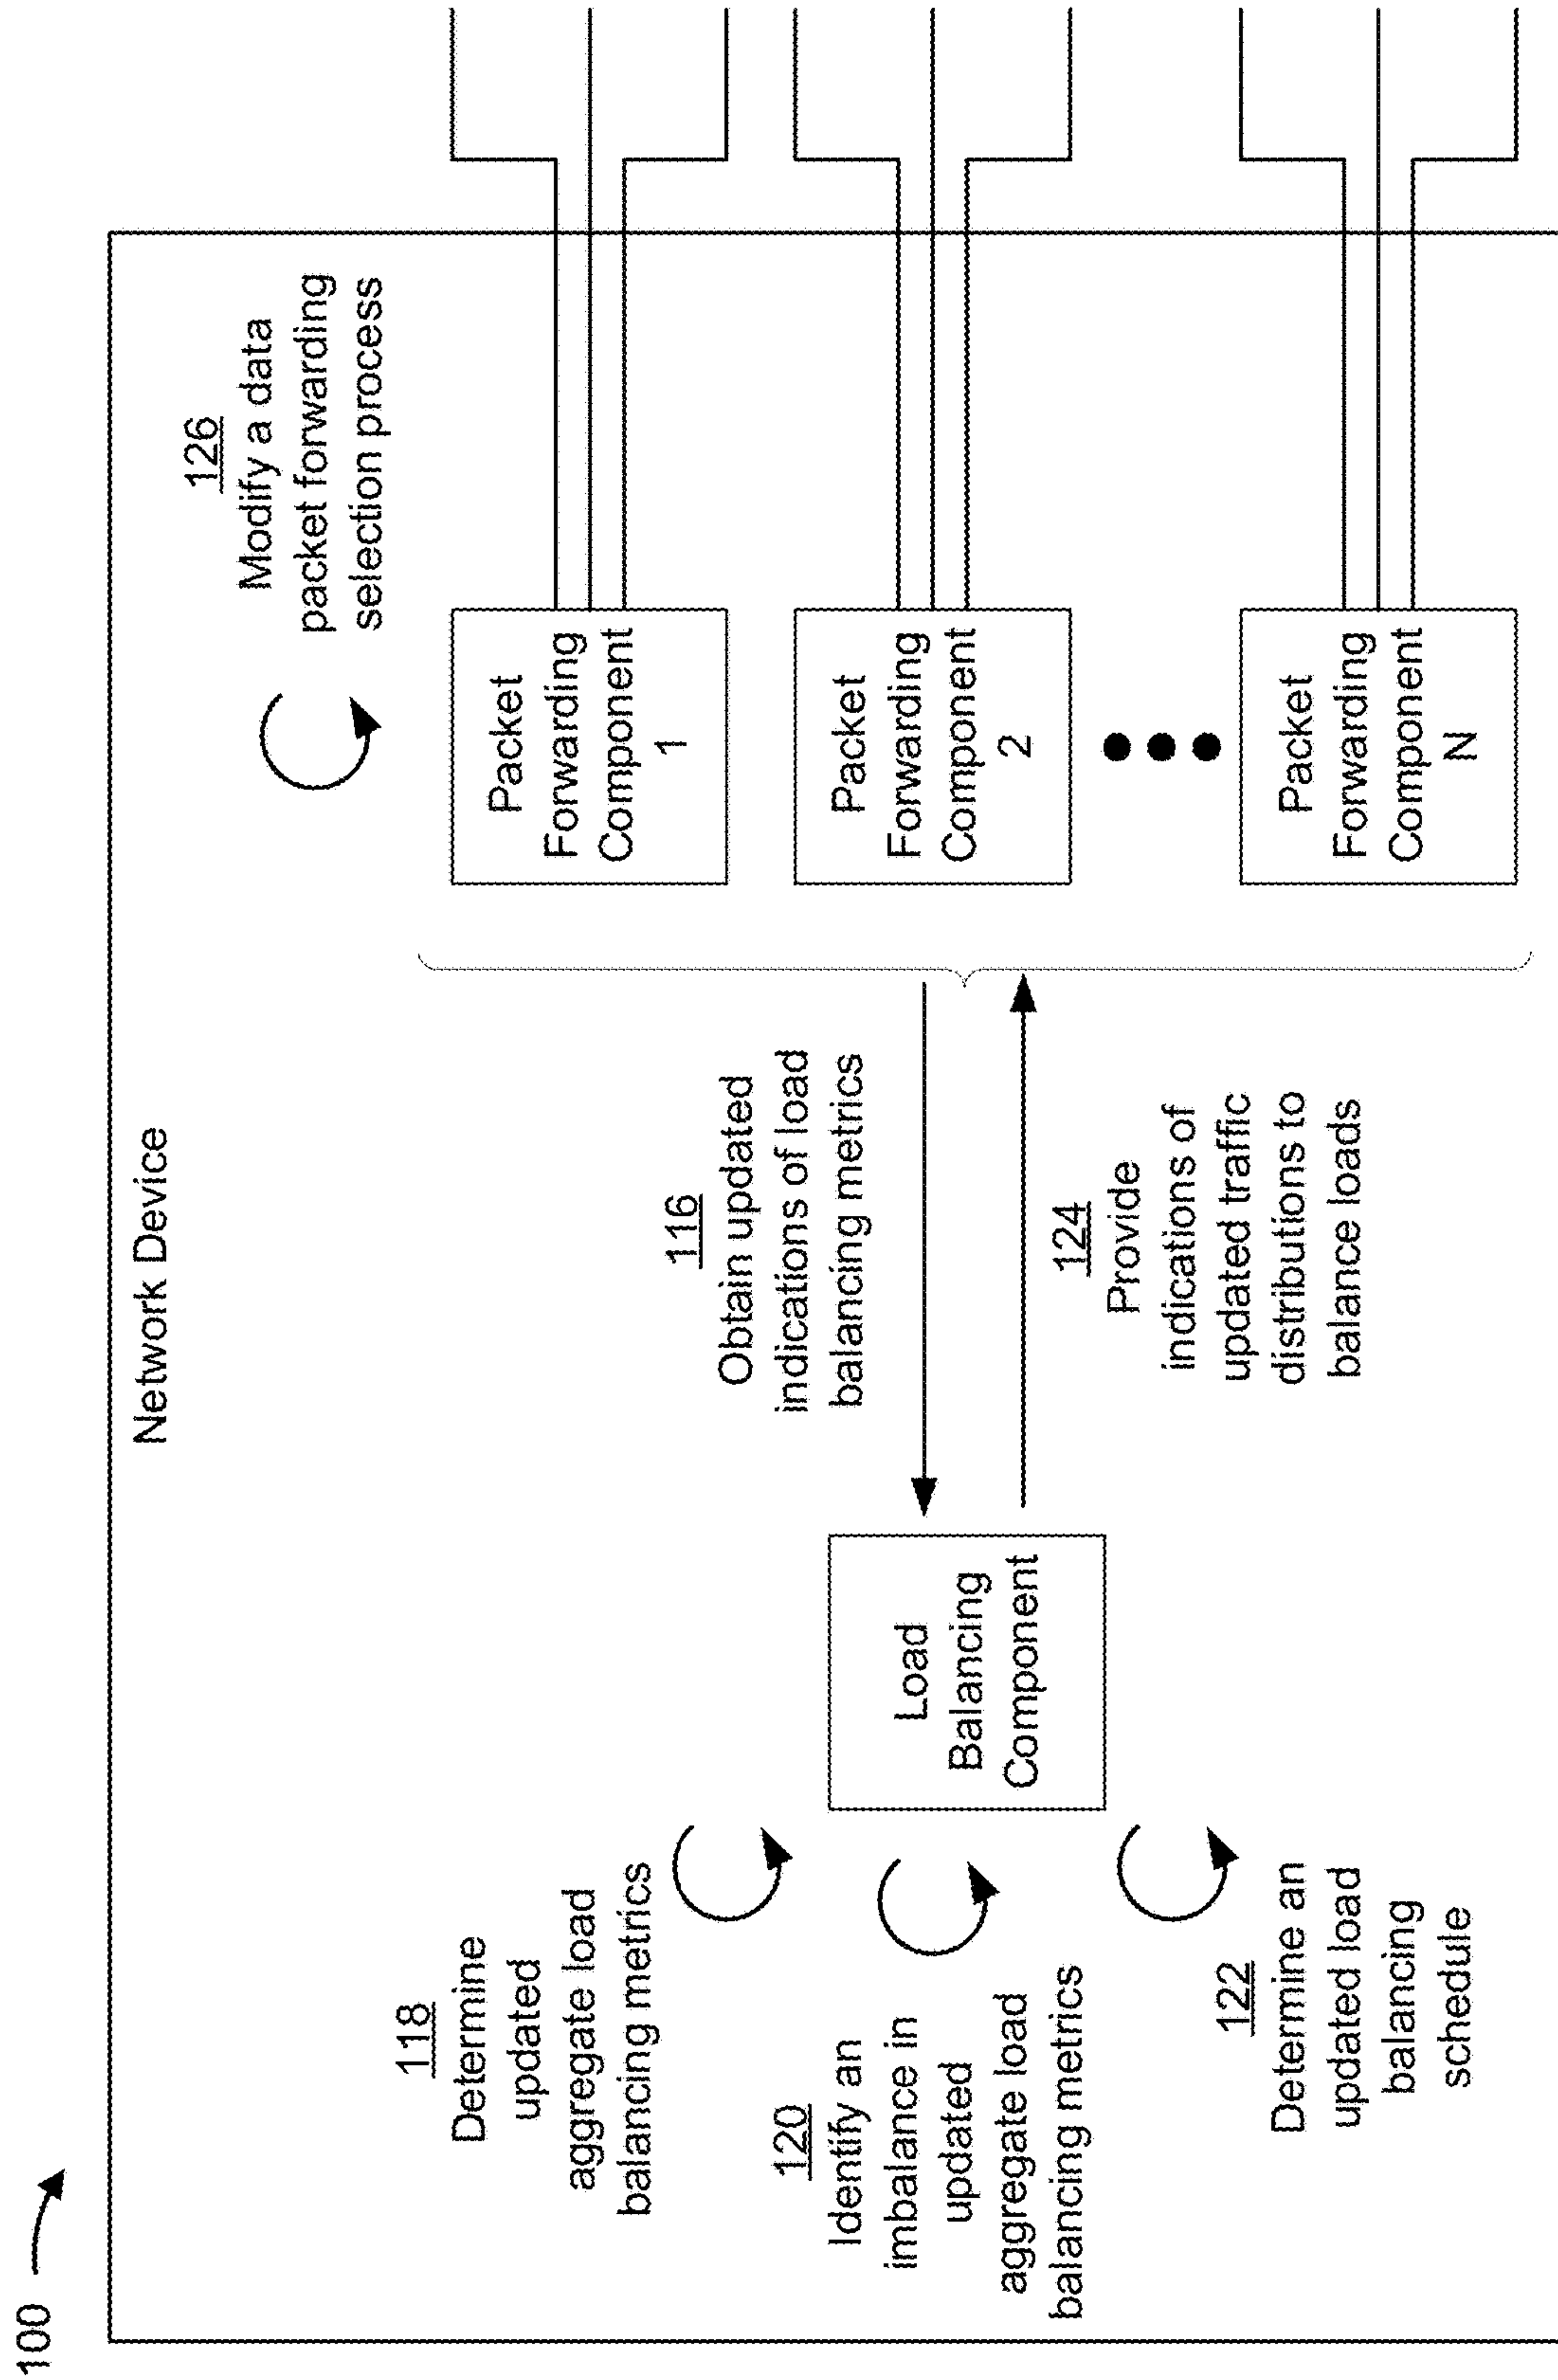 100
Network Device
118
Determine
updated
aggregate load
balancing metrics
120
Identify an
imbalance in
updated
aggregate load
balancing metrics
122
Determine an
updated load
balancing
schedule
Load
Balancing
Component
116
Obtain updated
indications of load
balancing metrics
124
Provide
indications of
updated traffic
distributions to
balance loads
126
Modify a data
packet forwarding
selection process
Packet
Forwarding
Component
1
Packet
Forwarding
Component
2
Packet
Forwarding
Component
N